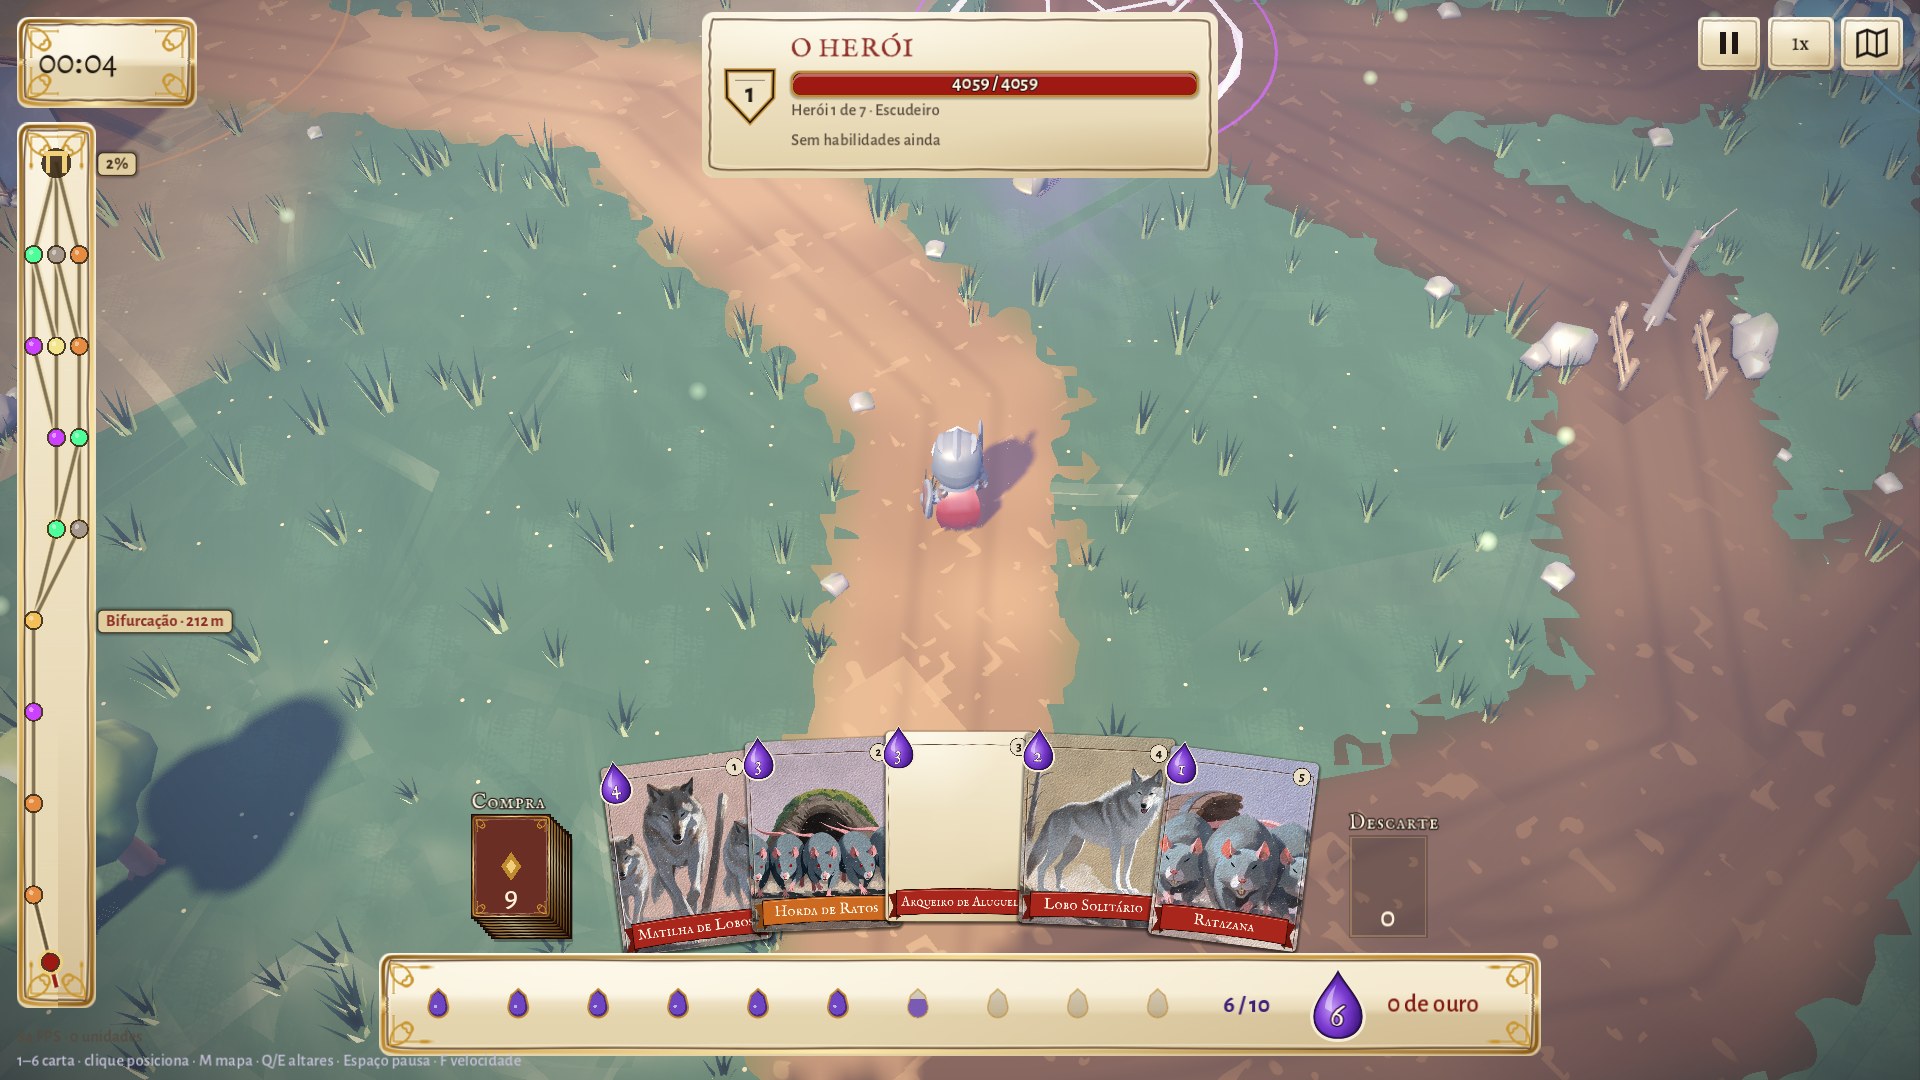 00:04
O HERÓI
1
4059 / 4059
Herói 1 de 7 · Escudeiro
Sem habilidades ainda
1x
2%
Bifurcação · 212 m
COMPRA
9
4
1
MATILHA DE LOBOS
3
2
HORDA DE RATOS
3
3
ARQUEIRO DE ALUGUEL
2
4
LOBO SOLITÁRIO
1
5
RATAZANA
DESCARTE
0
6/10
6
0 de ouro
0 unidades
1–6 carta · clique posiciona · M mapa · Q/E altares · Espaço pausa · F velocidade